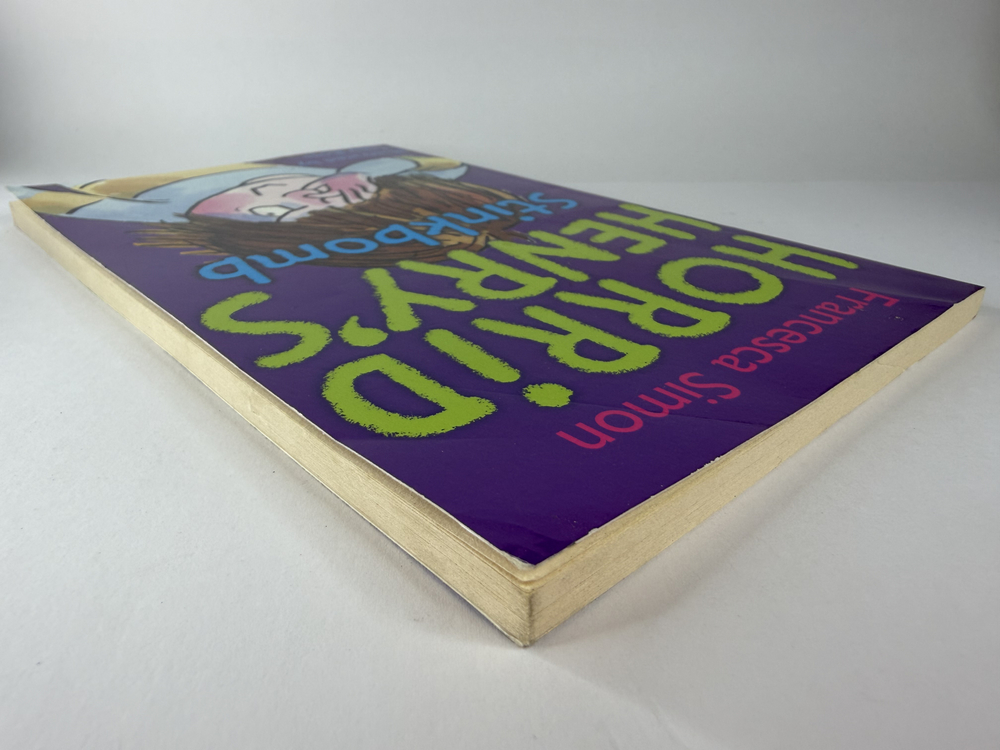 Francesca Simon
HORRiD
HENRY'S
Stinkbomb